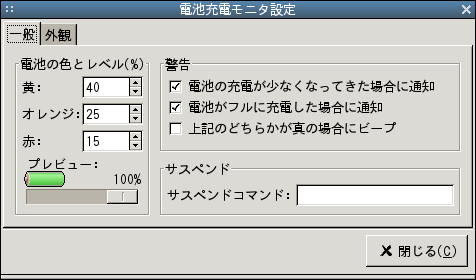 電池充電モニタ設定
一般 外観
電池の色とレベル(%)
黄: 40
オレンジ: 25
赤: 15
プレビュー:
100%
警告
電池の充電が少なくなってきた場合に通知
電池がフルに充電した場合に通知
上記のどちらかが真の場合にビープ
サスペンド
サスペンドコマンド:
閉じる(C)